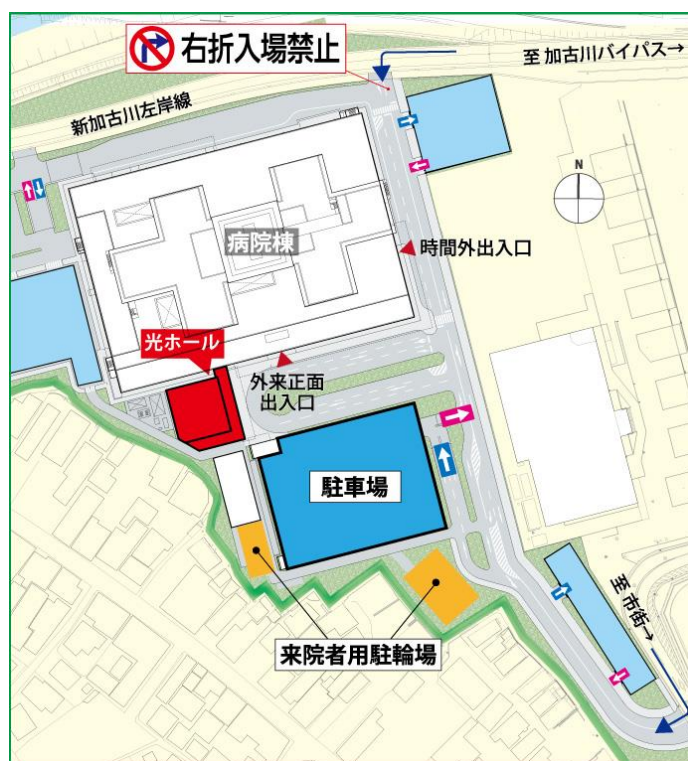 右折入場禁止
至 加古川バイパス→
新加古川左岸線
N
病院棟
時間外出入口
光ホール
外来正面
出入口
駐車場
至 市街→
来院者用駐輪場